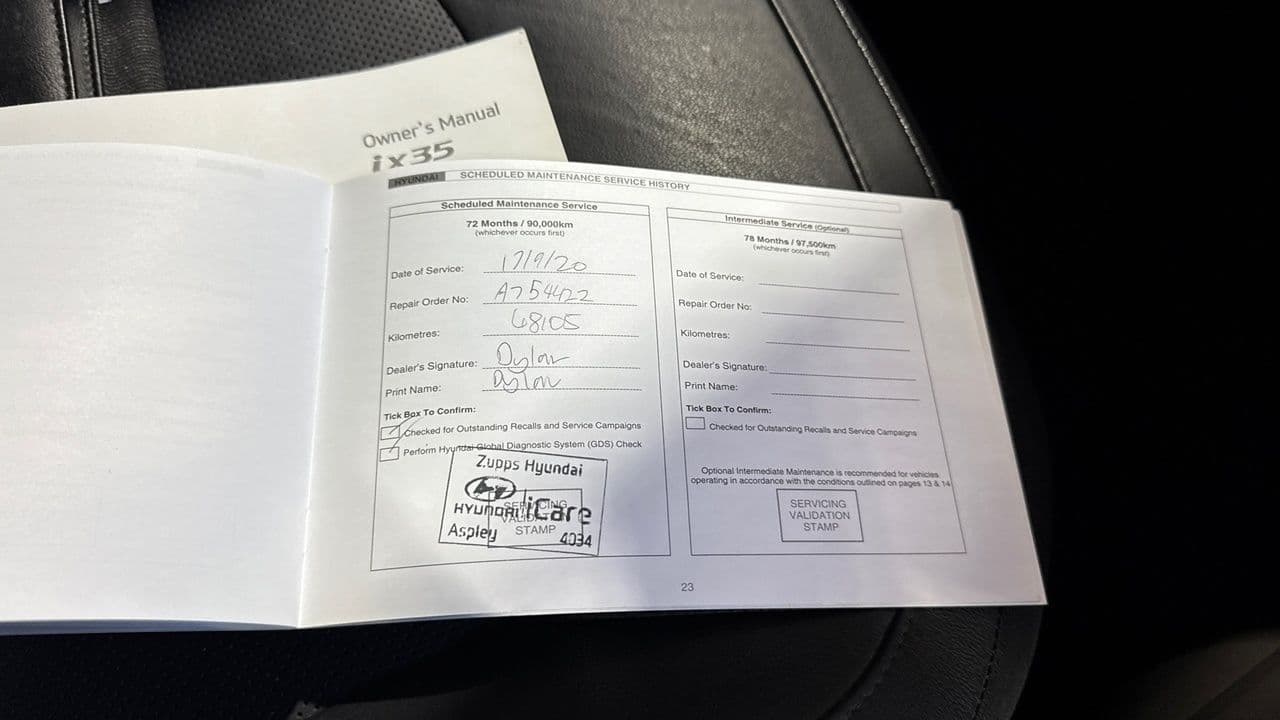 Owner's Manual
ix35
HYUNDAI SCHEDULED MAINTENANCE SERVICE HISTORY
Scheduled Maintenance Service
72 Months / 90,000km
(whichever occurs first)
Date of Service: 17/9/20
Repair Order No: A754422
Kilometres: 68105
Dealer's Signature: Dylan
Print Name: Dylan
Tick Box To Confirm:
Checked for Outstanding Recalls and Service Campaigns
Perform Hyundai Global Diagnostic System (GDS) Check
Zupps Hyundai
HYUNDAI iCare
Aspley 4034
SERVICING
VALIDATION
STAMP
Intermediate Service (Optional)
78 Months / 97,500km
(whichever occurs first)
Date of Service:
Repair Order No:
Kilometres:
Dealer's Signature:
Print Name:
Tick Box To Confirm:
Checked for Outstanding Recalls and Service Campaigns
Optional Intermediate Maintenance is recommended for vehicles
operating in accordance with the conditions outlined on pages 13 & 14
SERVICING
VALIDATION
STAMP
23